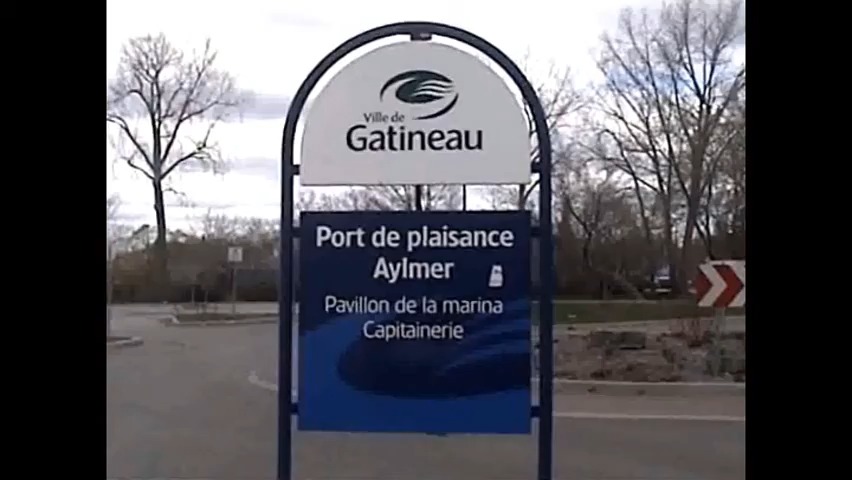 Ville de
Gatineau
Port de plaisance
Aylmer
Pavillon de la marina
Capitainerie